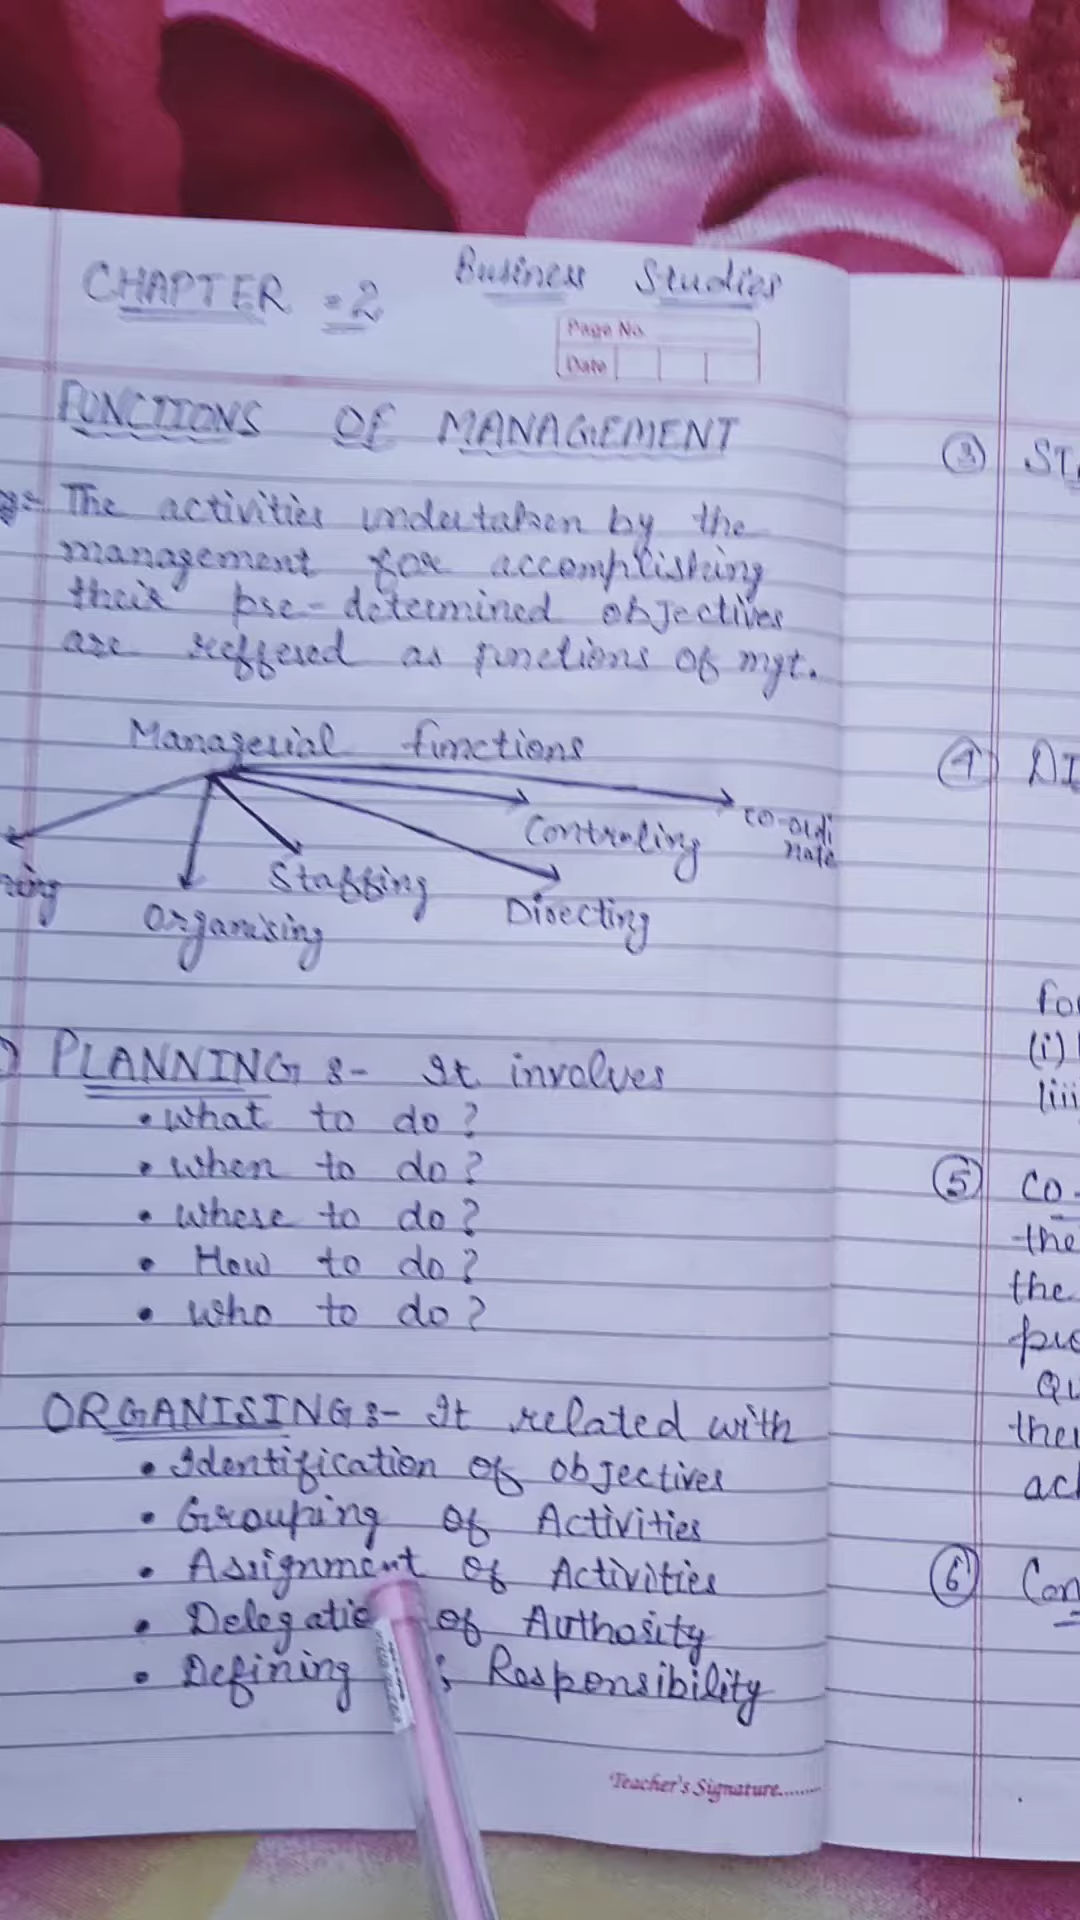 CHAPTER = 2 Business Studies
Page No.
Date
FUNCTIONS OF MANAGEMENT
The activities undertaken by the
management for accomplishing
their pre-determined objectives
are reffered as functions of mgt.
Managerial functions
Controling
co-ordi
nate
Staffing
Organising
Directing
PLANNING :- It involves
• What to do?
• When to do?
• Where to do?
• How to do?
• Who to do?
ORGANISING :- It related with
• Identification of objectives
• Grouping of Activities
• Assignment of Activities
• Delegatio of Authority
• Defining Responsibility
Teacher's Signature........
3
4
(i)
5 CO-
the
the
6 Con